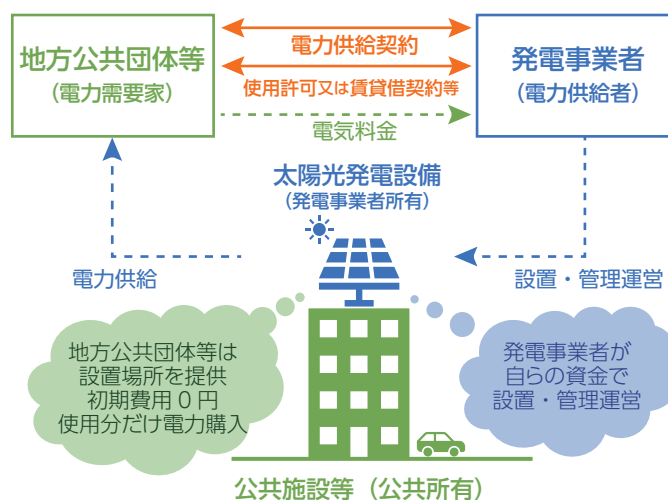 地方公共団体等
（電力需要家）
電力供給契約
使用許可又は賃貸借契約等
電気料金
発電事業者
（電力供給者）
太陽光発電設備
（発電事業者所有）
電力供給
設置・管理運営
地方公共団体等は
設置場所を提供
初期費用０円
使用分だけ電力購入
発電事業者が
自らの資金で
設置・管理運営
公共施設等（公共所有）